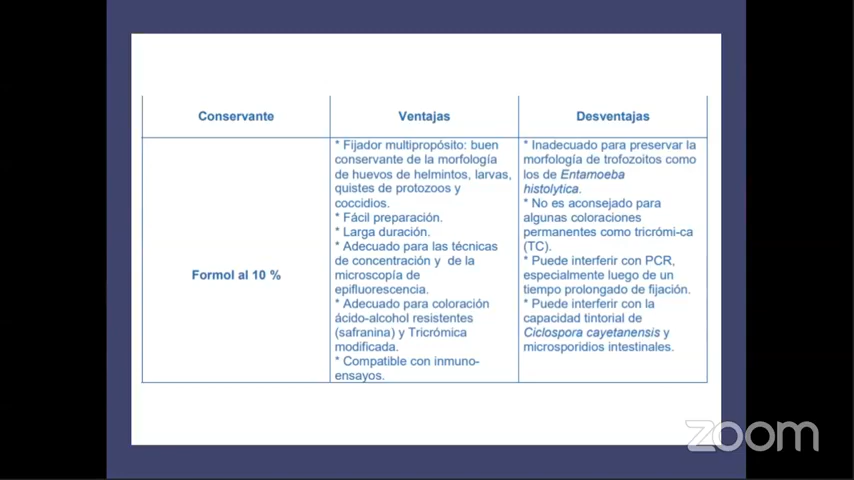 Conservante
Ventajas
Desventajas
Formol al 10 %
* Fijador multipropósito: buen
conservante de la morfología
de huevos de helmintos, larvas,
quistes de protozoos y
coccidios.
* Fácil preparación.
* Larga duración.
* Adecuado para las técnicas
de concentración y de la
microscopía de
epifluorescencia.
* Adecuado para coloración
ácido-alcohol resistentes
(safranina) y Tricrómica
modificada.
* Compatible con inmuno-
ensayos.
* Inadecuado para preservar la
morfología de trofozoitos como
los de Entamoeba
histolytica.
* No es aconsejado para
algunas coloraciones
permanentes como tricrómi-ca
(TC).
* Puede interferir con PCR,
especialmente luego de un
tiempo prolongado de fijación.
* Puede interferir con la
capacidad tintorial de
Ciclospora cayetanensis y
microsporidios intestinales.
zoom